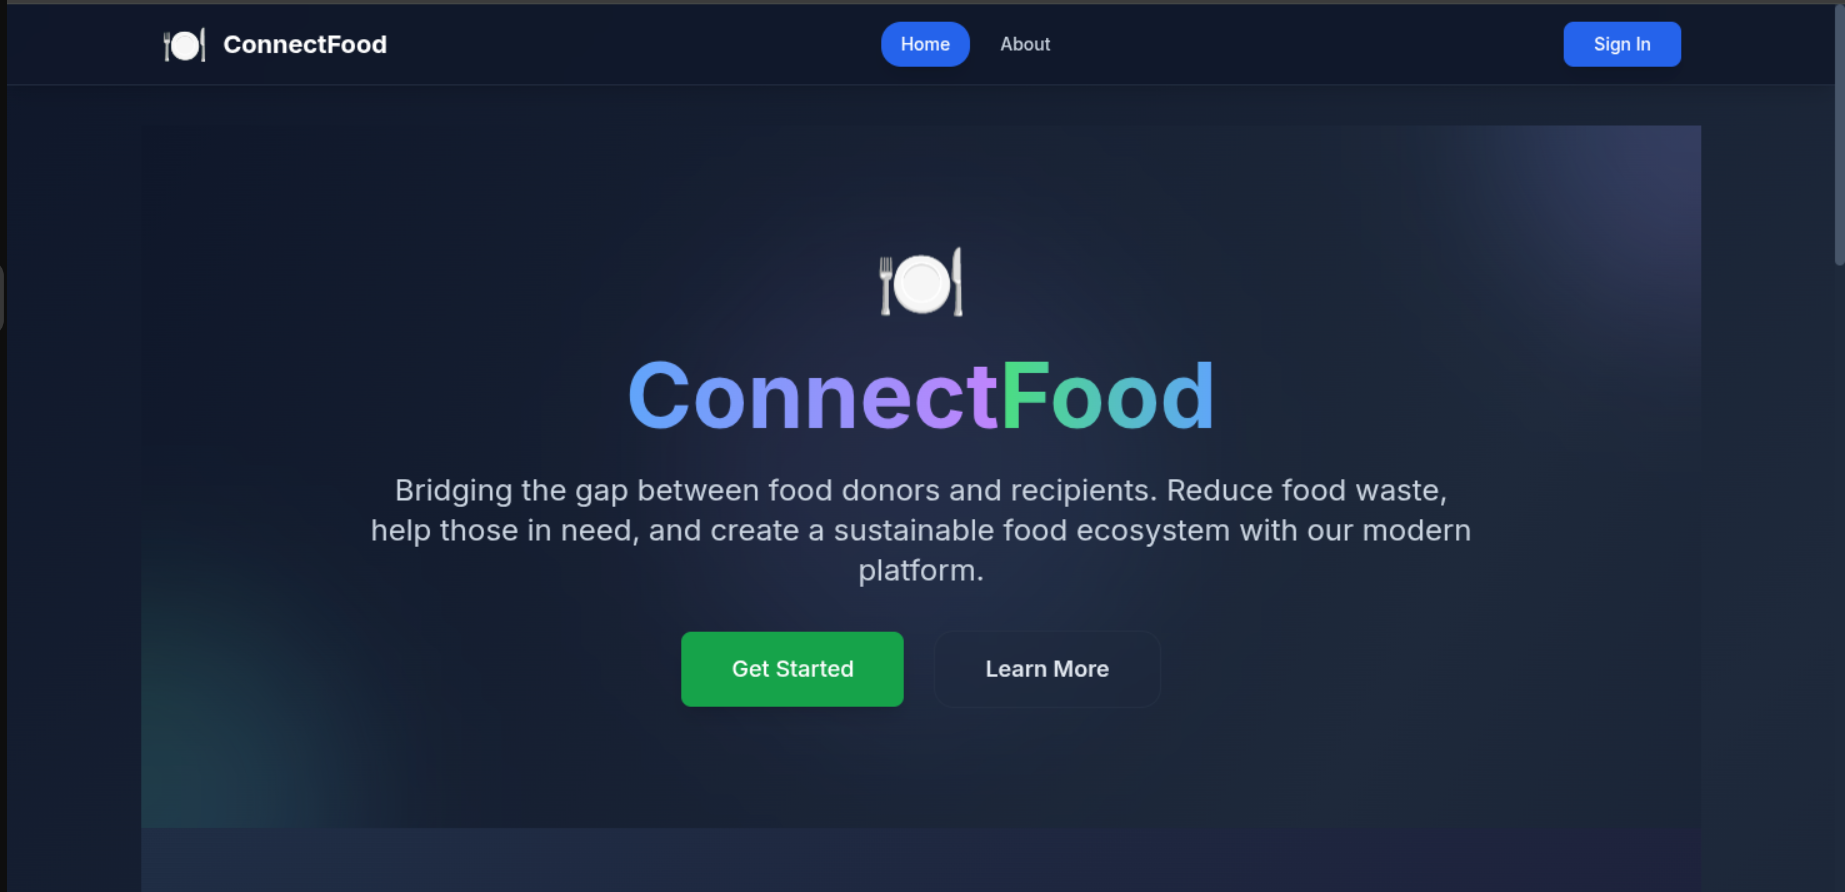 ConnectFood
Home
About
Sign In
ConnectFood
Bridging the gap between food donors and recipients. Reduce food waste,
help those in need, and create a sustainable food ecosystem with our modern
platform.
Get Started
Learn More